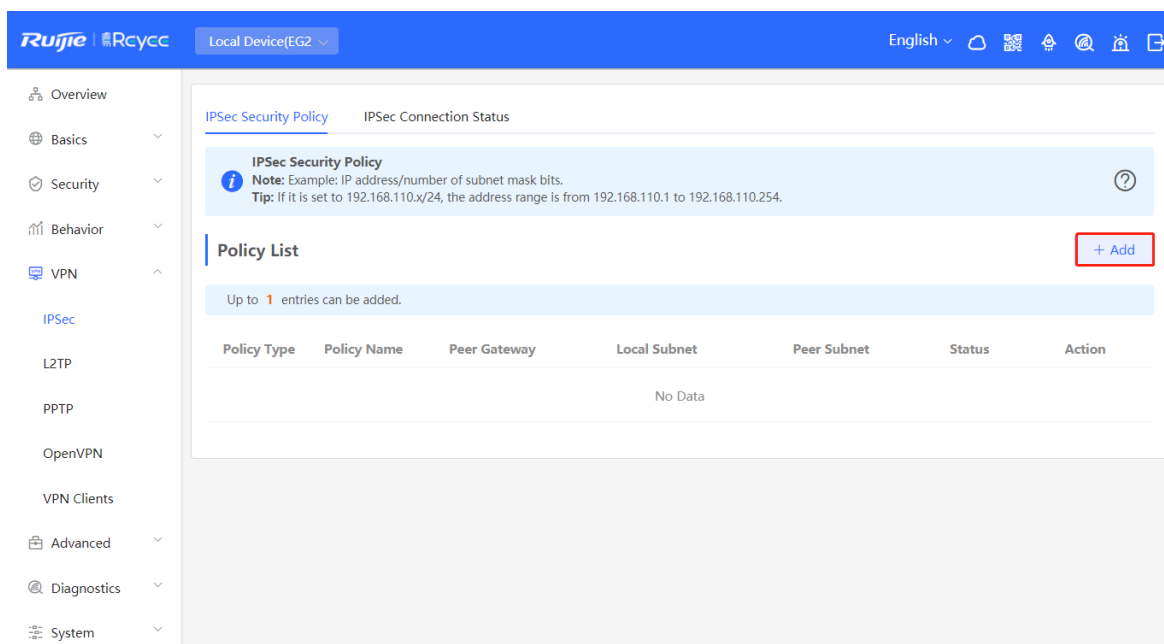 Ruijie | Rcycc
Local Device(EG2
English
Overview
Basics
Security
Behavior
VPN
IPSec
L2TP
PPTP
OpenVPN
VPN Clients
Advanced
Diagnostics
System
IPSec Security Policy IPSec Connection Status
IPSec Security Policy
Note: Example: IP address/number of subnet mask bits.
Tip: If it is set to 192.168.110.x/24, the address range is from 192.168.110.1 to 192.168.110.254.
Policy List
+ Add
Up to 1 entries can be added.
Policy Type Policy Name Peer Gateway Local Subnet Peer Subnet Status Action
No Data